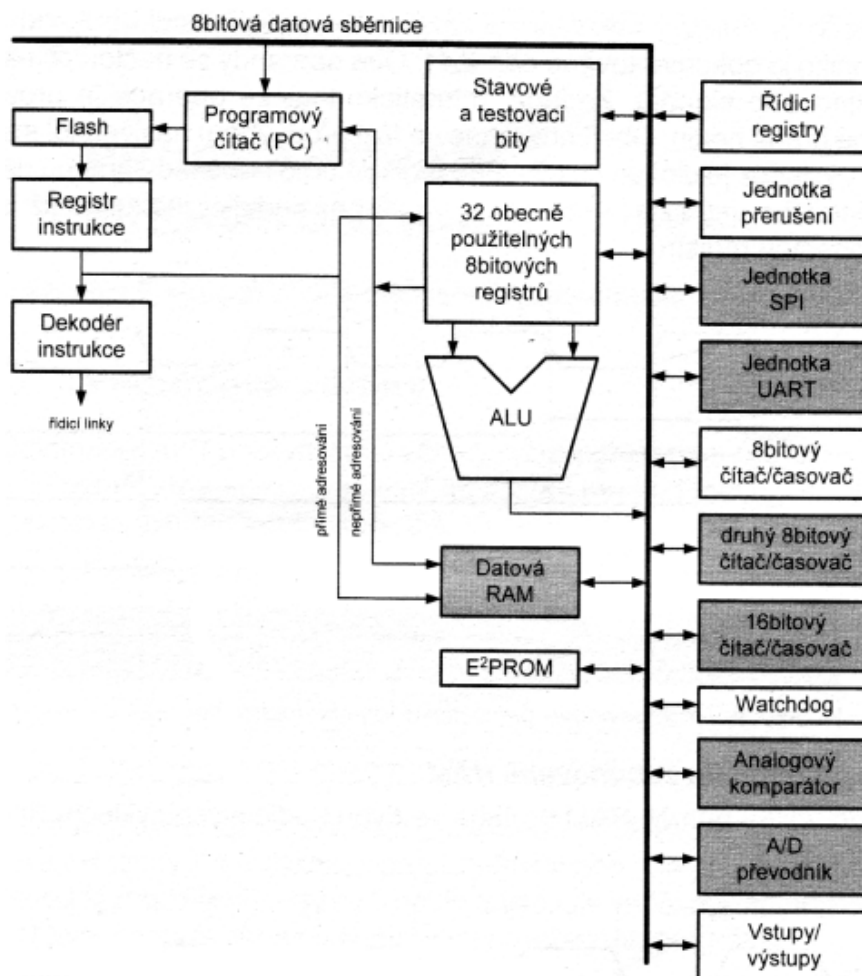 8bitová datová sběrnice
Flash
Programový
čítač (PC)
Registr
instrukce
Dekodér
instrukce
řídicí linky
přímé adresování
nepřímé adresování
Stavové
a testovací
bity
32 obecně
použitelných
8bitových
registrů
ALU
Datová
RAM
E²PROM
Řídicí
registry
Jednotka
přerušení
Jednotka
SPI
Jednotka
UART
8bitový
čítač/časovač
druhý 8bitový
čítač/časovač
16bitový
čítač/časovač
Watchdog
Analogový
komparátor
A/D
převodník
Vstupy/
výstupy